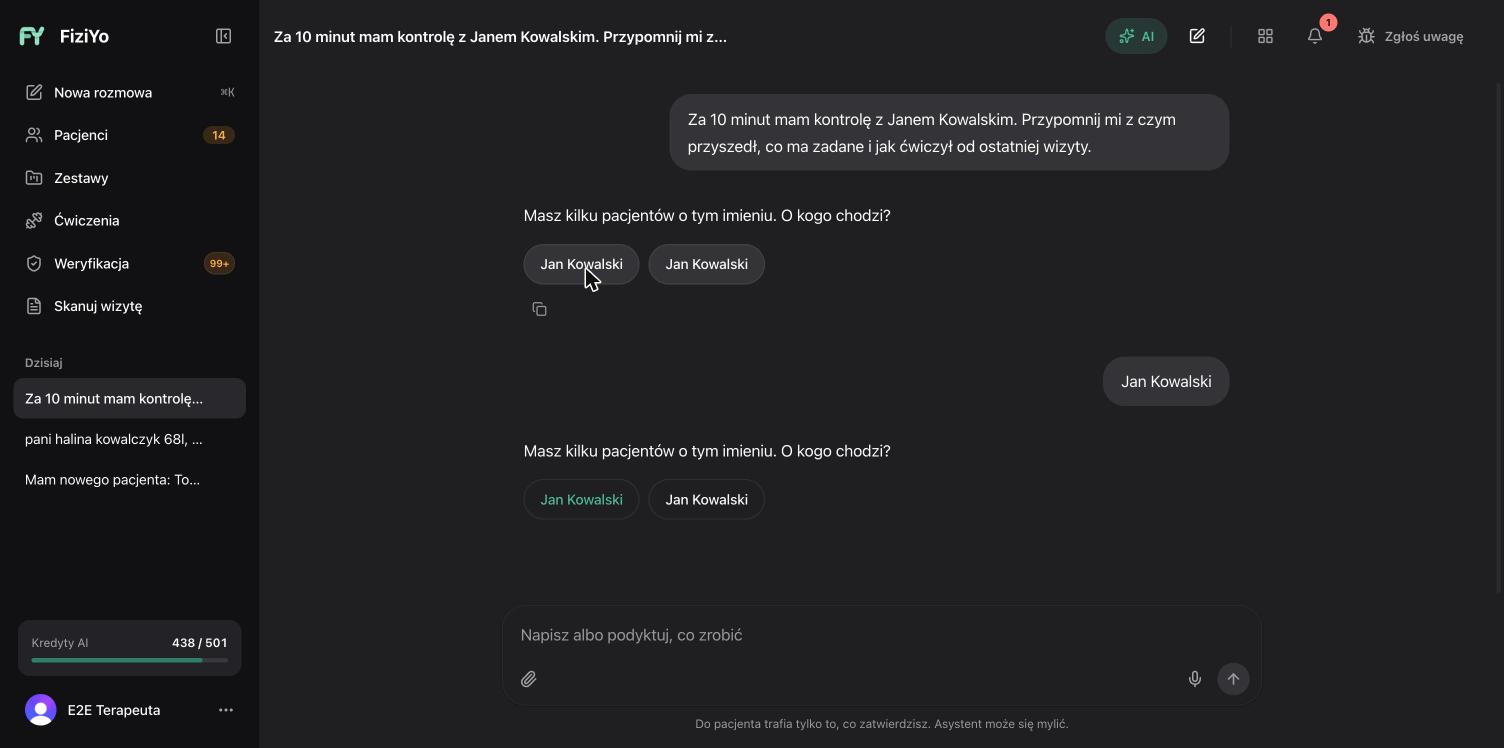 FY FiziYo
Nowa rozmowa ⌘K
Pacjenci 14
Zestawy
Ćwiczenia
Weryfikacja 99+
Skanuj wizytę
Dzisiaj
Za 10 minut mam kontrolę...
pani halina kowalczyk 68l, ...
Mam nowego pacjenta: To...
Kredyty AI 438 / 501
E2E Terapeuta
Za 10 minut mam kontrolę z Janem Kowalskim. Przypomnij mi z...
AI
1
Zgłoś uwagę
Za 10 minut mam kontrolę z Janem Kowalskim. Przypomnij mi z czym
przyszedł, co ma zadane i jak ćwiczył od ostatniej wizyty.
Masz kilku pacjentów o tym imieniu. O kogo chodzi?
Jan Kowalski Jan Kowalski
Jan Kowalski
Masz kilku pacjentów o tym imieniu. O kogo chodzi?
Jan Kowalski Jan Kowalski
Napisz albo podyktuj, co zrobić
Do pacjenta trafia tylko to, co zatwierdzisz. Asystent może się mylić.